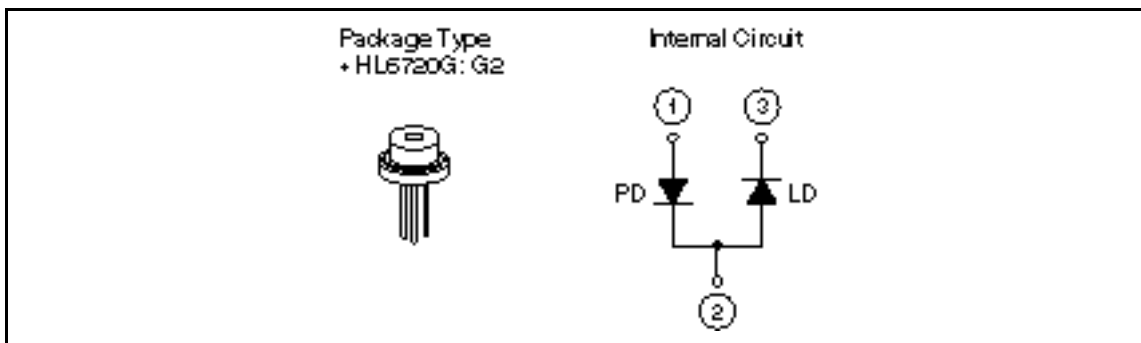 Package Type
• HL6720G: G2
Internal Circuit
1
3
PD
LD
2